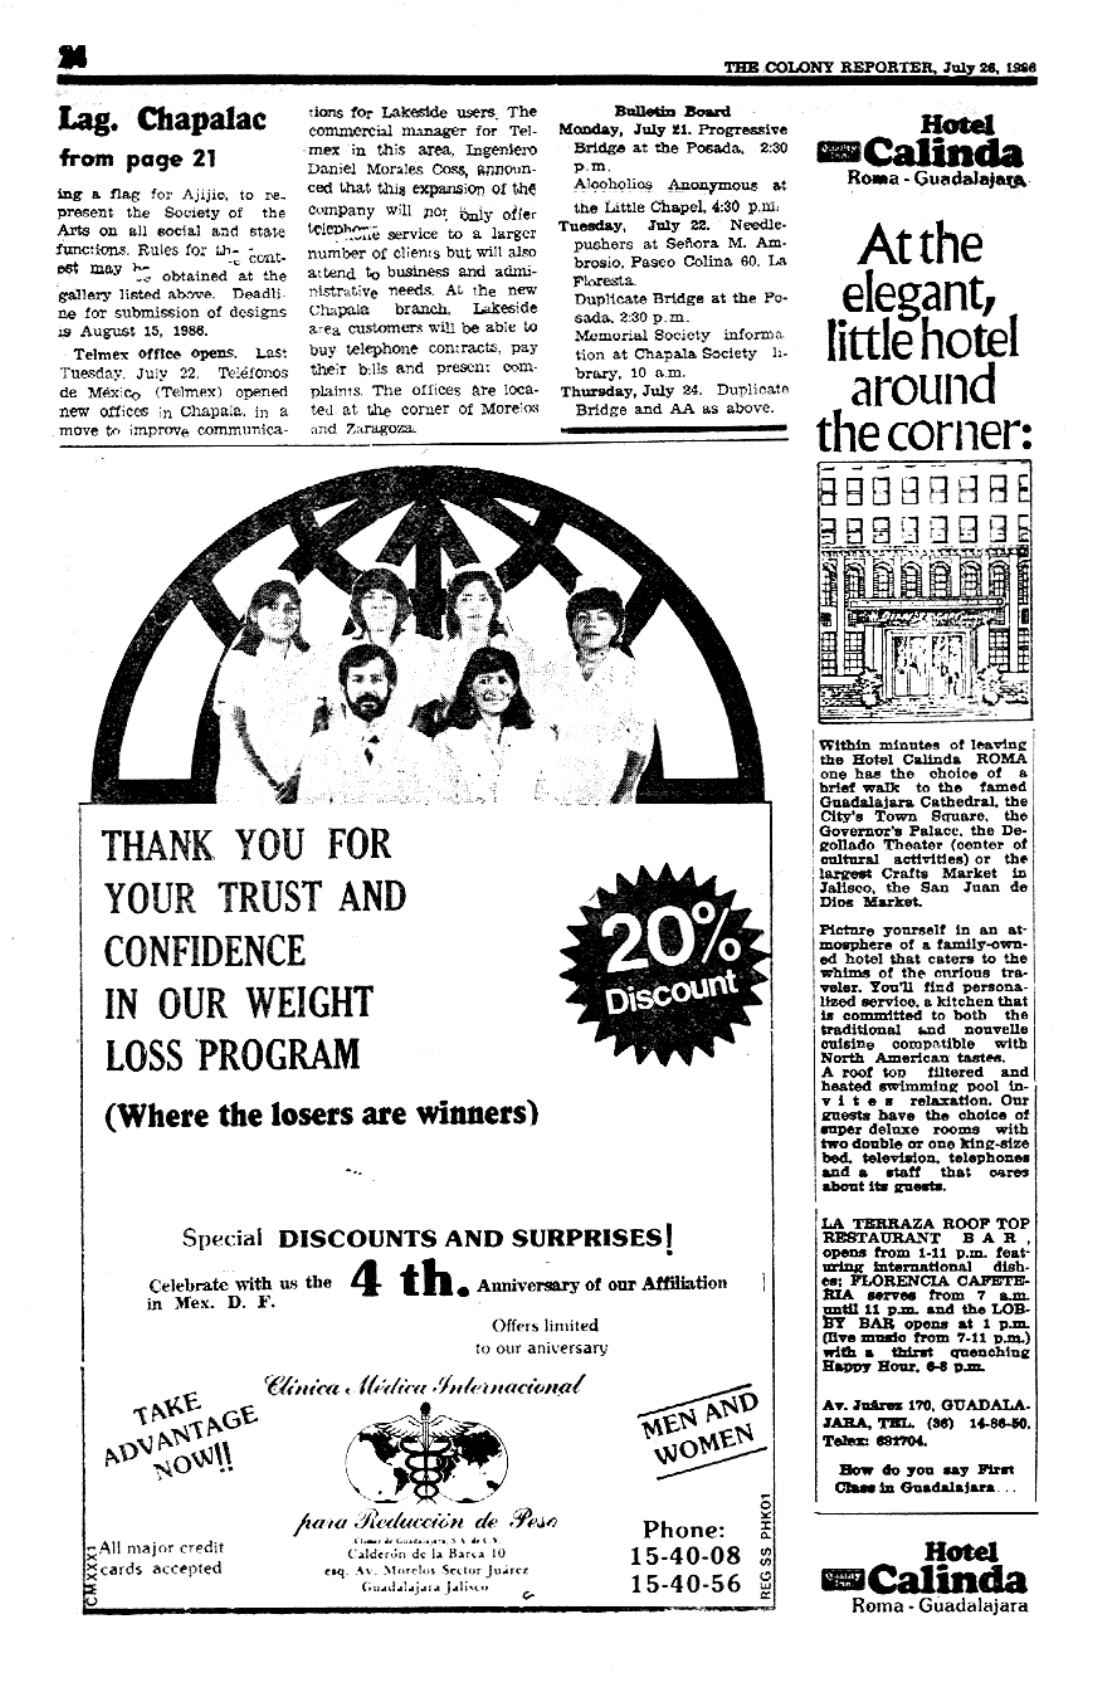 24
THE COLONY REPORTER, July 26, 1986
Lag. Chapalac
from page 21
ing a flag for Ajijic, to re-
present the Society of the
Arts on all social and state
functions. Rules for the cont-
est may be obtained at the
gallery listed above. Deadli-
ne for submission of designs
is August 15, 1986.
Telmex office opens. Last
Tuesday, July 22, Teléfonos
de México (Telmex) opened
new offices in Chapala, in a
move to improve communica-
tions for Lakeside users. The
commercial manager for Tel-
mex in this area, Ingeniero
Daniel Morales Coss, announ-
ced that this expansion of the
company will not only offer
telephone service to a larger
number of clients but will also
attend to business and admi-
nistrative needs. At the new
Chapala branch, Lakeside
area customers will be able to
buy telephone contracts, pay
their bills and present com-
plaints. The offices are loca-
ted at the corner of Morelos
and Zaragoza.
Bulletin Board
Monday, July 21. Progressive
Bridge at the Posada, 2:30
p.m.
Alcoholios Anonymous at
the Little Chapel, 4:30 p.m.
Tuesday, July 22. Needle-
pushers at Señora M. Am-
brosio, Paseo Colina 60, La
Floresta.
Duplicate Bridge at the Po-
sada, 2:30 p.m.
Memorial Society informa
tion at Chapala Society li-
brary, 10 a.m.
Thursday, July 24. Duplicate
Bridge and AA as above.
Hotel
Quality Inn Calinda
Roma - Guadalajara
At the
elegant,
little hotel
around
the corner:
Within minutes of leaving
the Hotel Calinda ROMA
one has the choice of a
brief walk to the famed
Guadalajara Cathedral, the
City's Town Square, the
Governor's Palace, the De-
gollado Theater (center of
cultural activities) or the
largest Crafts Market in
Jalisco, the San Juan de
Dios Market.
Picture yourself in an at-
mosphere of a family-own-
ed hotel that caters to the
whims of the curious tra-
veler. You'll find persona-
lized service, a kitchen that
is committed to both the
traditional and nouvelle
cuisine compatible with
North American tastes.
A roof top filtered and
heated swimming pool in-
vites relaxation. Our
guests have the choice of
super deluxe rooms with
two double or one king-size
bed, television, telephones
and a staff that cares
about its guests.
LA TERRAZA ROOF TOP
RESTAURANT BAR,
opens from 1-11 p.m. feat-
uring international dish-
es; FLORENCIA CAFETE-
RIA serves from 7 a.m.
until 11 p.m. and the LOB-
BY BAR opens at 1 p.m.
(live music from 7-11 p.m.)
with a thirst quenching
Happy Hour, 6-8 p.m.
Av. Juárez 170, GUADALA-
JARA, TEL. (36) 14-86-50.
Telex: 681704.
How do you say First
Class in Guadalajara...
Hotel
Quality Inn Calinda
Roma - Guadalajara
THANK YOU FOR
YOUR TRUST AND
CONFIDENCE
IN OUR WEIGHT
LOSS PROGRAM
(Where the losers are winners)
20%
Discount
Special DISCOUNTS AND SURPRISES!
Celebrate with us the 4 th. Anniversary of our Affiliation
in Mex. D. F.
Offers limited
to our aniversary
TAKE
ADVANTAGE
NOW!!
Clínica Médica Internacional
para Reducción de Peso
Climer de Guadalajara, S.A. de C.V.
Calderón de la Barca 10
esq. Av. Morelos Sector Juárez
Guadalajara Jalisco
MEN AND
WOMEN
All major credit
cards accepted
CMXXX1
Phone:
15-40-08
15-40-56
REG SS PHKO1